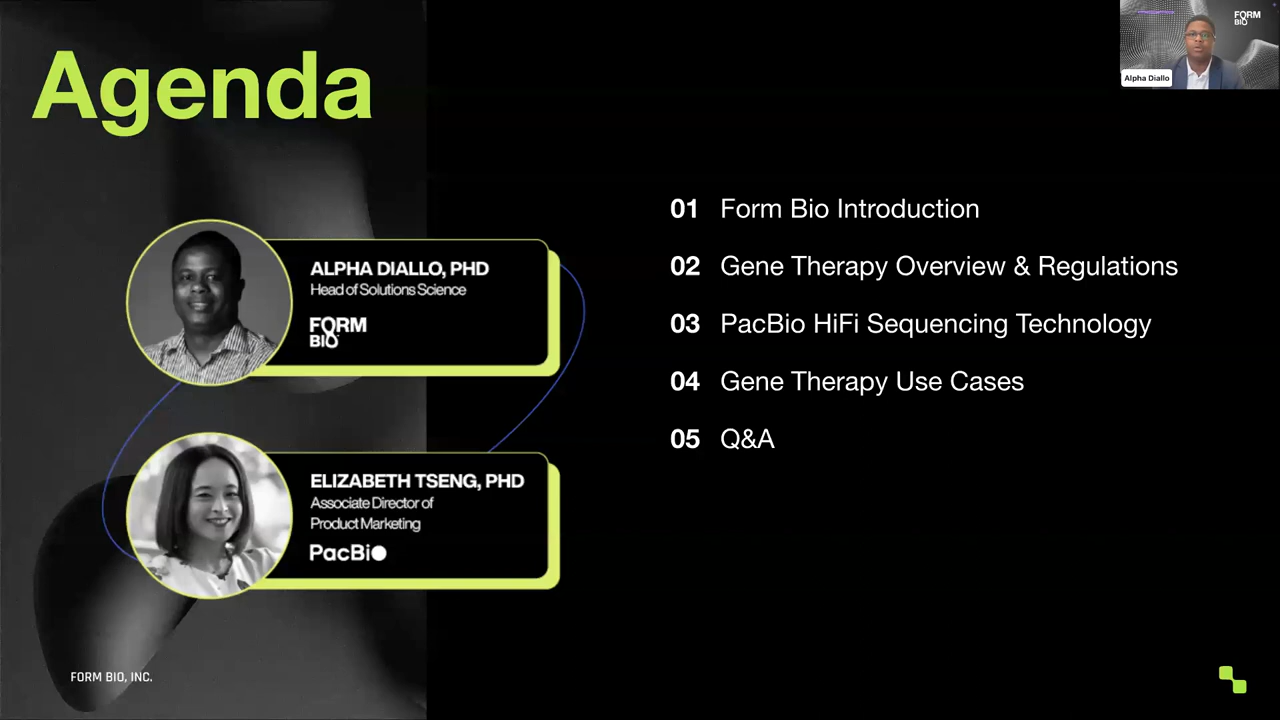 Agenda
FORM
BIO
Alpha Diallo
ALPHA DIALLO, PHD
Head of Solutions Science
FORM
BIO
ELIZABETH TSENG, PHD
Associate Director of
Product Marketing
PacBio
01 Form Bio Introduction
02 Gene Therapy Overview & Regulations
03 PacBio HiFi Sequencing Technology
04 Gene Therapy Use Cases
05 Q&A
FORM BIO, INC.